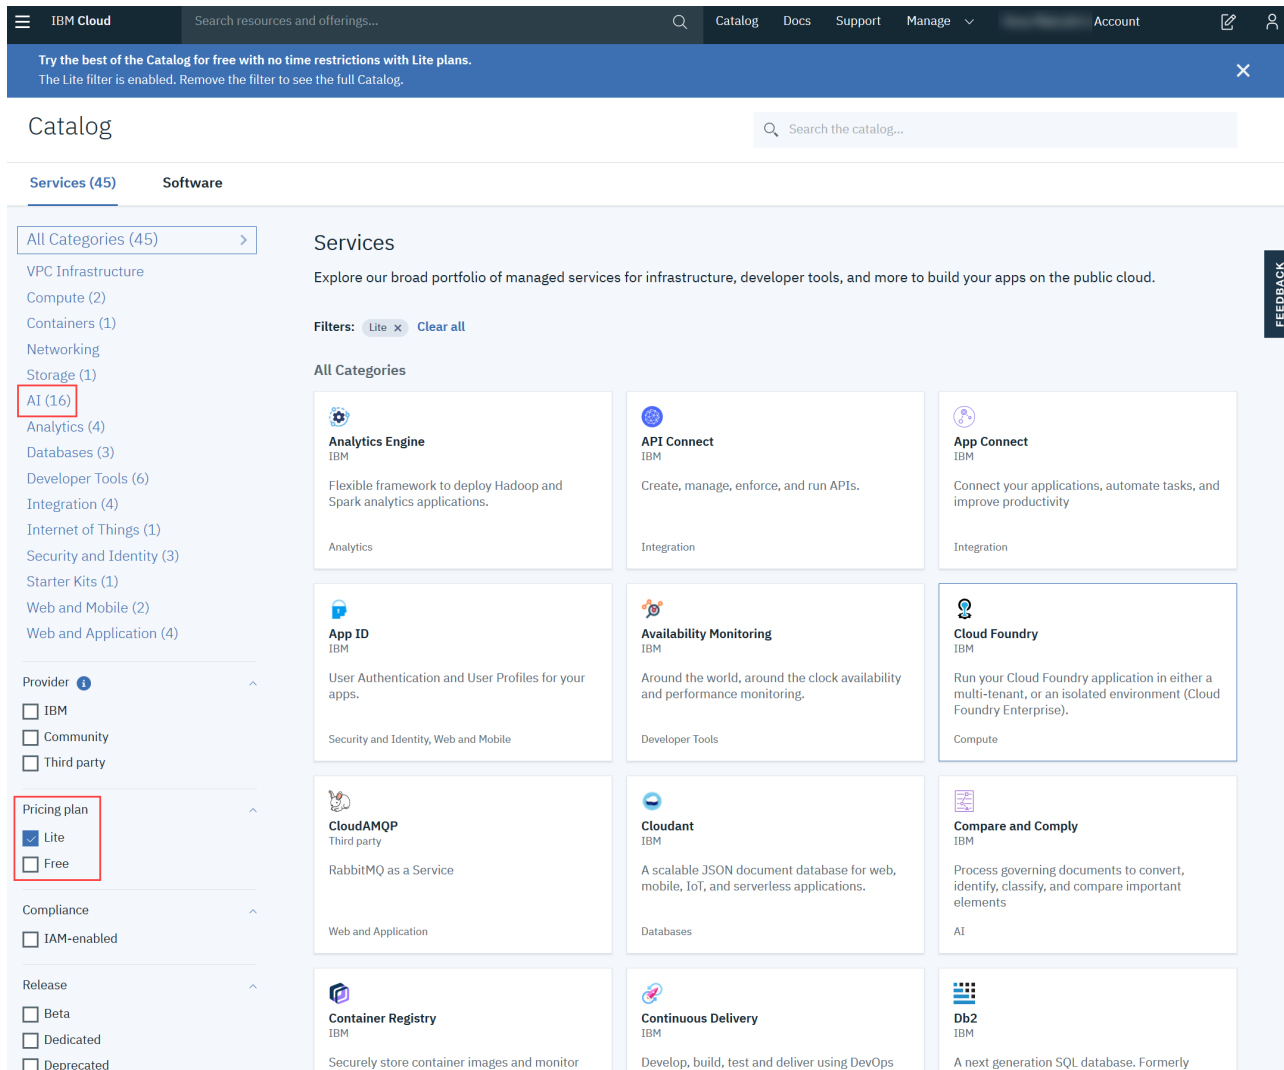 IBM Cloud
Search resources and offerings...
Catalog
Docs
Support
Manage
Account
Try the best of the Catalog for free with no time restrictions with Lite plans.
The Lite filter is enabled. Remove the filter to see the full Catalog.
Catalog
Search the catalog...
Services (45)
Software
All Categories (45)
VPC Infrastructure
Compute (2)
Containers (1)
Networking
Storage (1)
AI (16)
Analytics (4)
Databases (3)
Developer Tools (6)
Integration (4)
Internet of Things (1)
Security and Identity (3)
Starter Kits (1)
Web and Mobile (2)
Web and Application (4)
Provider
IBM
Community
Third party
Pricing plan
Lite
Free
Compliance
IAM-enabled
Release
Beta
Dedicated
Deprecated
Services
Explore our broad portfolio of managed services for infrastructure, developer tools, and more to build your apps on the public cloud.
Filters: Lite Clear all
All Categories
Analytics Engine
IBM
Flexible framework to deploy Hadoop and
Spark analytics applications.
Analytics
API Connect
IBM
Create, manage, enforce, and run APIs.
Integration
App Connect
IBM
Connect your applications, automate tasks, and
improve productivity
Integration
App ID
IBM
User Authentication and User Profiles for your
apps.
Security and Identity, Web and Mobile
Availability Monitoring
IBM
Around the world, around the clock availability
and performance monitoring.
Developer Tools
Cloud Foundry
IBM
Run your Cloud Foundry application in either a
multi-tenant, or an isolated environment (Cloud
Foundry Enterprise).
Compute
CloudAMQP
Third party
RabbitMQ as a Service
Web and Application
Cloudant
IBM
A scalable JSON document database for web,
mobile, IoT, and serverless applications.
Databases
Compare and Comply
IBM
Process governing documents to convert,
identify, classify, and compare important
elements
AI
Container Registry
IBM
Securely store container images and monitor
Continuous Delivery
IBM
Develop, build, test and deliver using DevOps
Db2
IBM
A next generation SQL database. Formerly
FEEDBACK